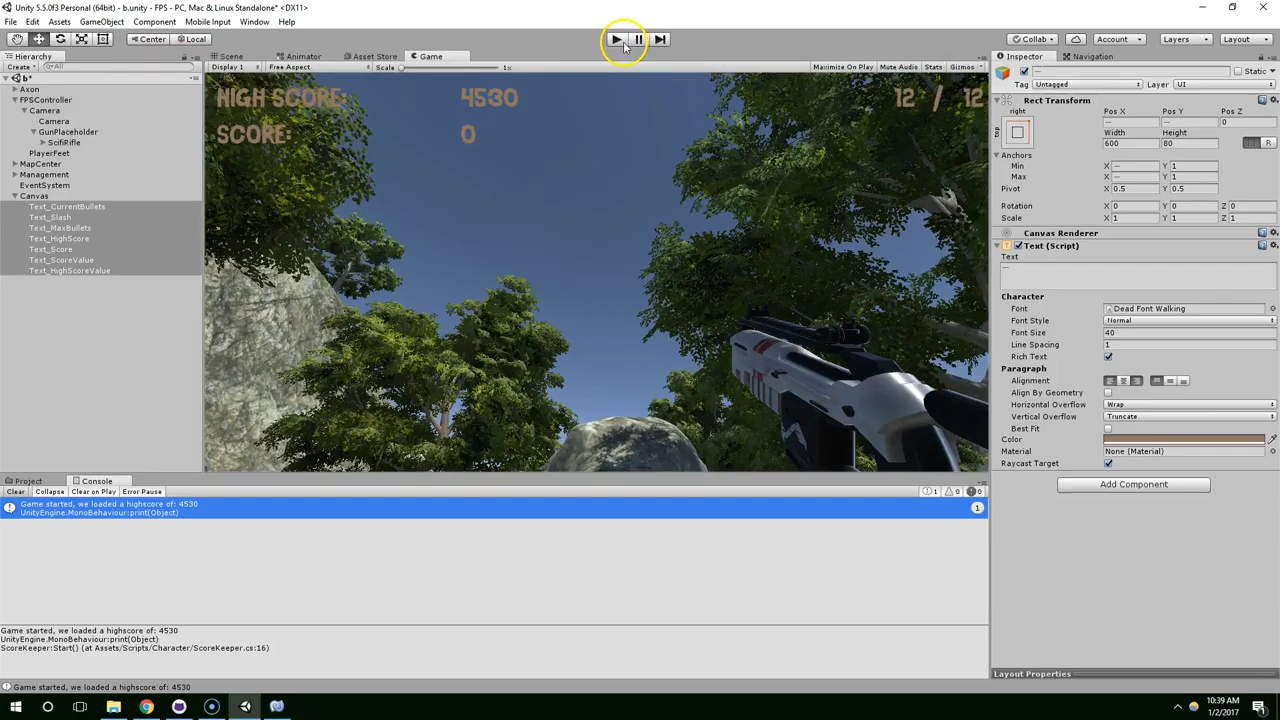 Unity 5.5.0f3 Personal (64bit) - b.unity - FPS - PC, Mac & Linux Standalone* <DX11>
File Edit Assets GameObject Component Mobile Input Window Help
Center Local
Collab Account Layers Layout
Hierarchy
Scene Animator Asset Store Game
Inspector Navigation
Create All
Display 1 Free Aspect Scale 1x Maximize On Play Mute Audio Stats Gizmos
— Static
Tag Untagged Layer UI
b*
Axon
FPSController
Camera
Camera
GunPlaceholder
ScifiRifle
PlayerFeet
MapCenter
Management
EventSystem
Canvas
Text_CurrentBullets
Text_Slash
Text_MaxBullets
Text_HighScore
Text_Score
Text_ScoreValue
Text_HighScoreValue
HIGH SCORE: 4530 12 / 12
SCORE: 0
Rect Transform
right Pos X Pos Y Pos Z
top — — 0
Width Height
600 80
R
Anchors
Min X — Y 1
Max X — Y 1
Pivot X 0.5 Y 0.5
Rotation X 0 Y 0 Z 0
Scale X 1 Y 1 Z 1
Canvas Renderer
Text (Script)
Text
—
Character
Font Dead Font Walking
Font Style Normal
Font Size 40
Line Spacing 1
Rich Text
Paragraph
Alignment
Align By Geometry
Horizontal Overflow Wrap
Vertical Overflow Truncate
Best Fit
Color
Material None (Material)
Raycast Target
Add Component
Layout Properties
Project Console
Clear Collapse Clear on Play Error Pause 1 0 0
Game started, we loaded a highscore of: 4530
UnityEngine.MonoBehaviour:print(Object)
1
Game started, we loaded a highscore of: 4530
UnityEngine.MonoBehaviour:print(Object)
ScoreKeeper:Start() (at Assets/Scripts/Character/ScoreKeeper.cs:16)
Game started, we loaded a highscore of: 4530
10:39 AM
1/2/2017
1